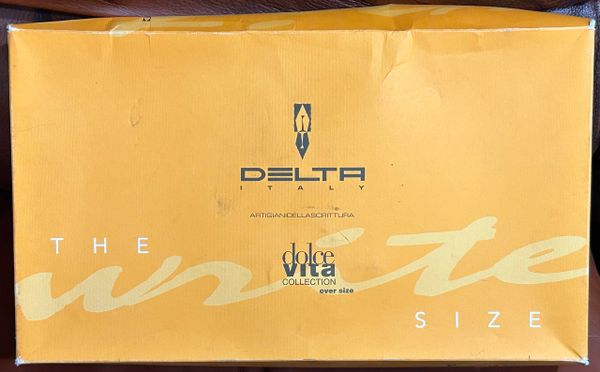 DELTA
ITALY
ARTIGIANIDELLASCRITTURA
THE
write
SIZE
dolce
vita
COLLECTION
over size